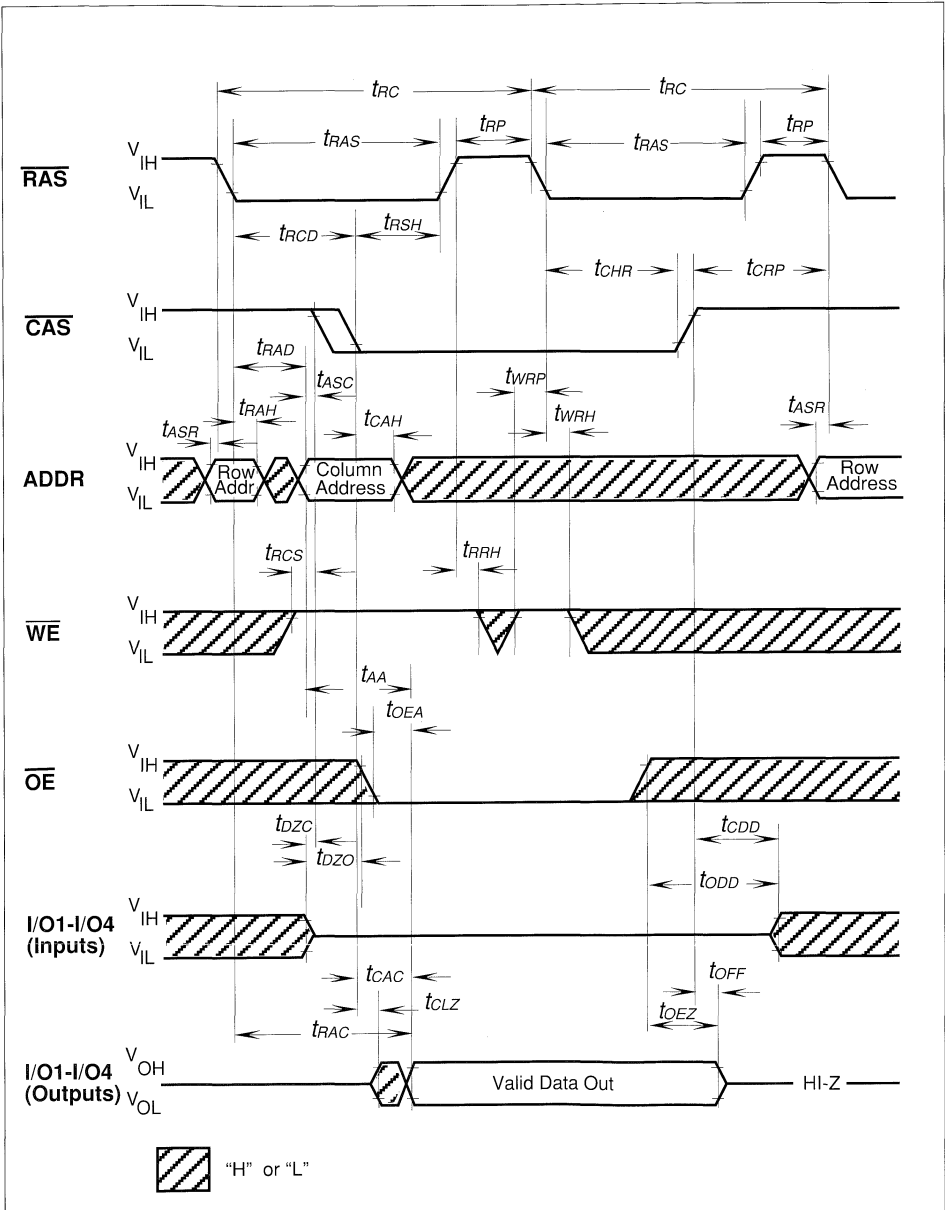 tRC tRC
tRAS tRP tRAS tRP
RAS VIH
VIL
tRCD tRSH
tCHR tCRP
CAS VIH
VIL
tRAD
tASC tWRP
tASR tRAH tCAH tWRH tASR
ADDR VIH
VIL
Row Addr
Column Address
Row Address
tRCS tRRH
WE VIH
VIL
tAA
tOEA
OE VIH
VIL
tDZC tCDD
tDZO tODD
I/O1-I/O4 (Inputs) VIH
VIL
tCAC tOFF
tCLZ tOEZ
tRAC
I/O1-I/O4 (Outputs) VOH
VOL
Valid Data Out HI-Z
“H” or “L”